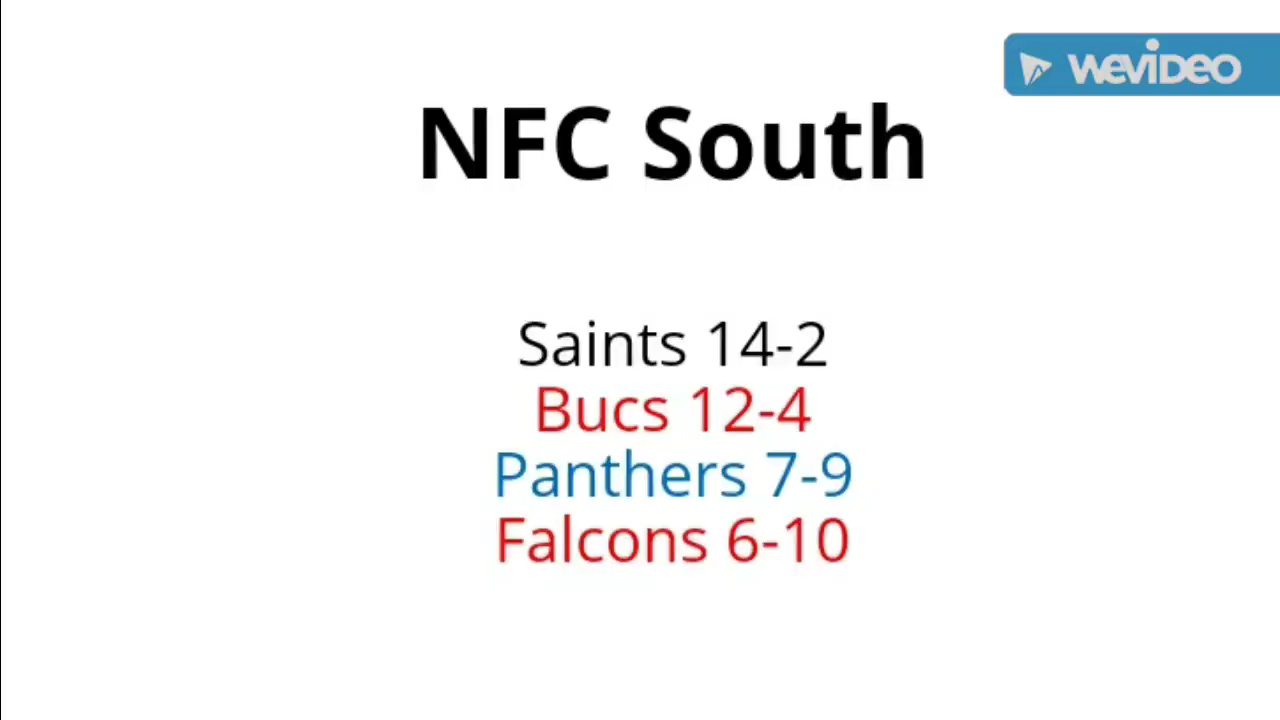 WEVIDEO
NFC South
Saints 14-2
Bucs 12-4
Panthers 7-9
Falcons 6-10